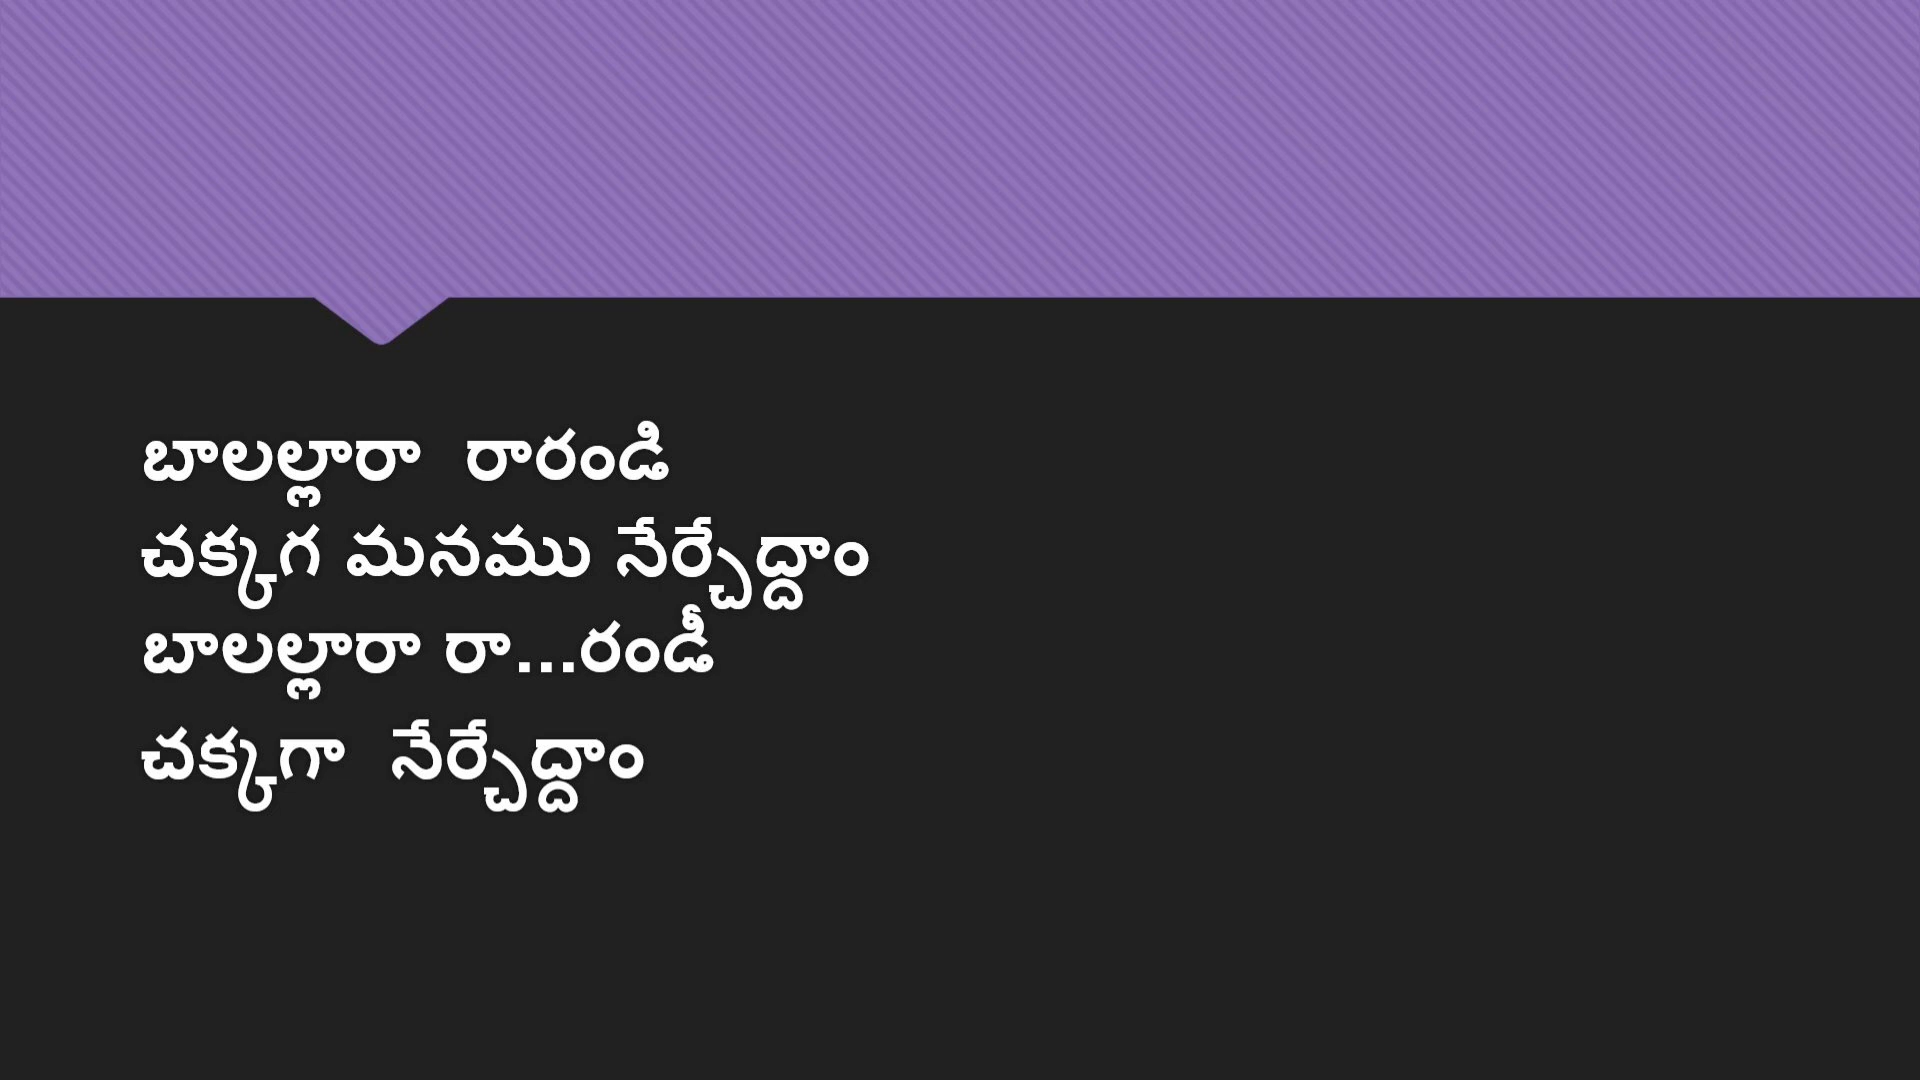 బాలల్లారా  రారండి
చక్కగ మనము నేర్చేద్దాం
బాలల్లారా రా...రండీ
చక్కగా  నేర్చేద్దాం